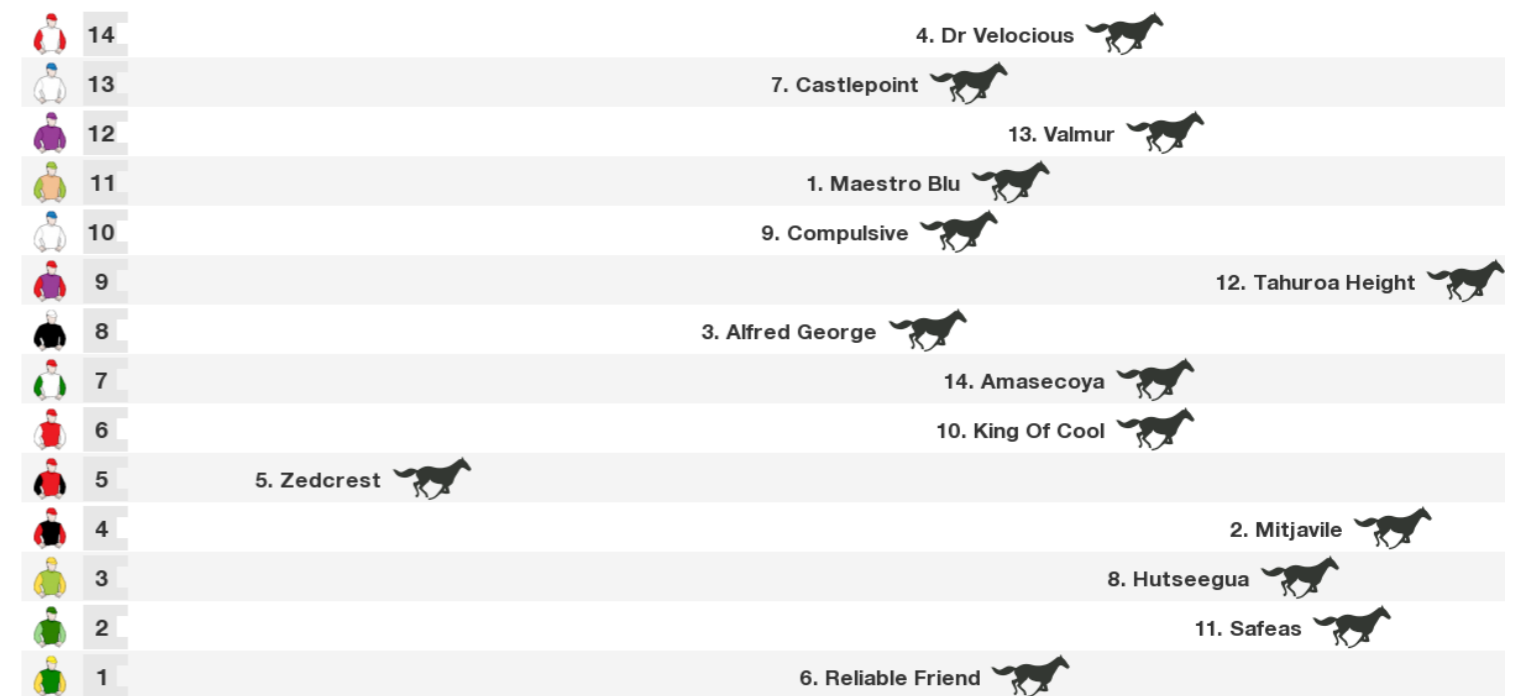 14 4. Dr Velocious
13 7. Castlepoint
12 13. Valmur
11 1. Maestro Blu
10 9. Compulsive
9 12. Tahuroa Height
8 3. Alfred George
7 14. Amasecoya
6 10. King Of Cool
5 5. Zedcrest
4 2. Mitjavile
3 8. Hutseegua
2 11. Safeas
1 6. Reliable Friend